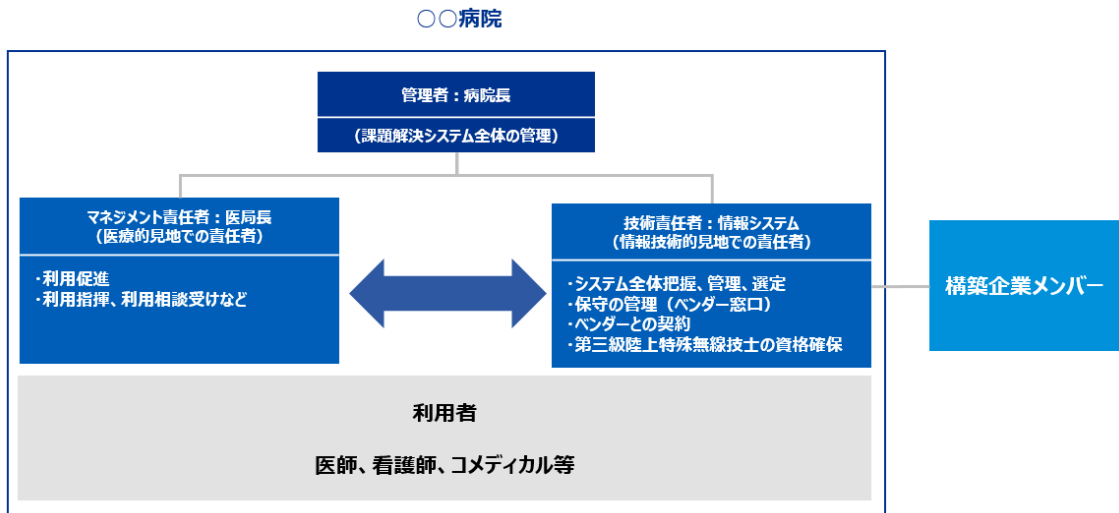 ○○病院
管理者：病院長
（課題解決システム全体の管理）
マネジメント責任者：医局長
（医療的見地での責任者）
・利用促進
・利用指揮、利用相談受けなど
技術責任者：情報システム
（情報技術的見地での責任者）
・システム全体把握、管理、選定
・保守の管理（ベンダー窓口）
・ベンダーとの契約
・第三級陸上特殊無線技士の資格確保
構築企業メンバー
利用者
医師、看護師、コメディカル等